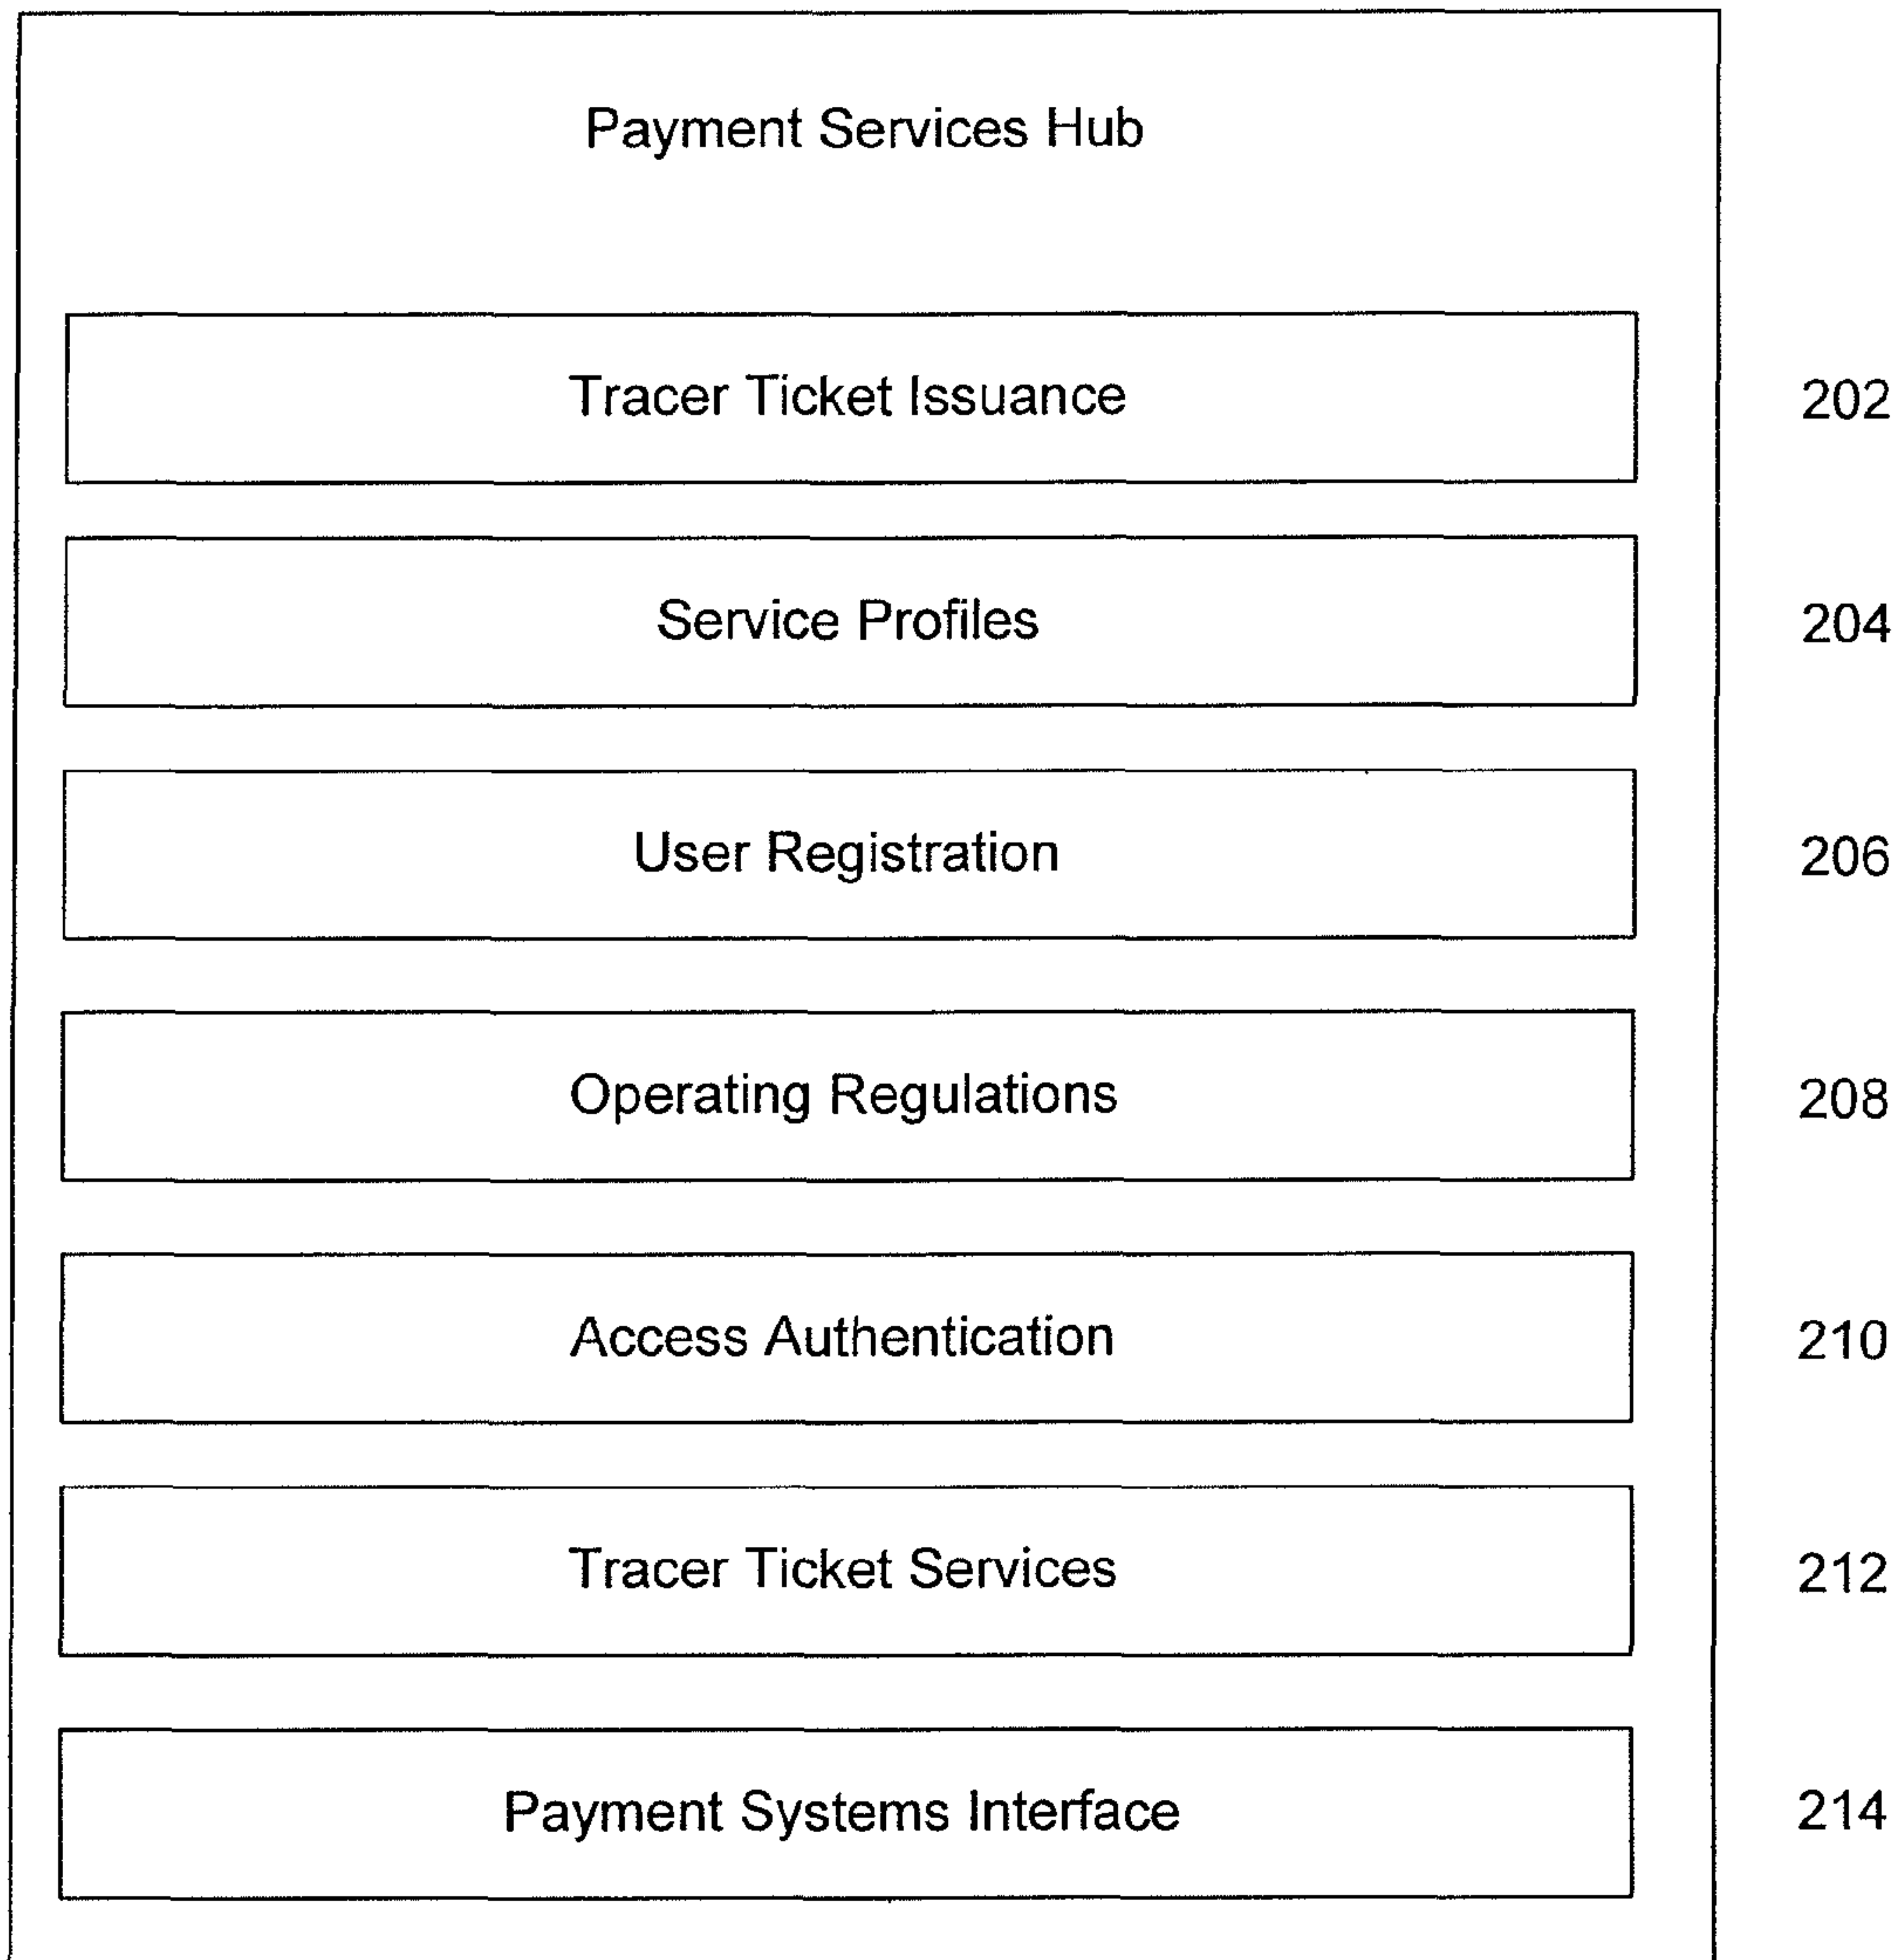 Payment Services Hub
Tracer Ticket Issuance 202
Service Profiles 204
User Registration 206
Operating Regulations 208
Access Authentication 210
Tracer Ticket Services 212
Payment Systems Interface 214